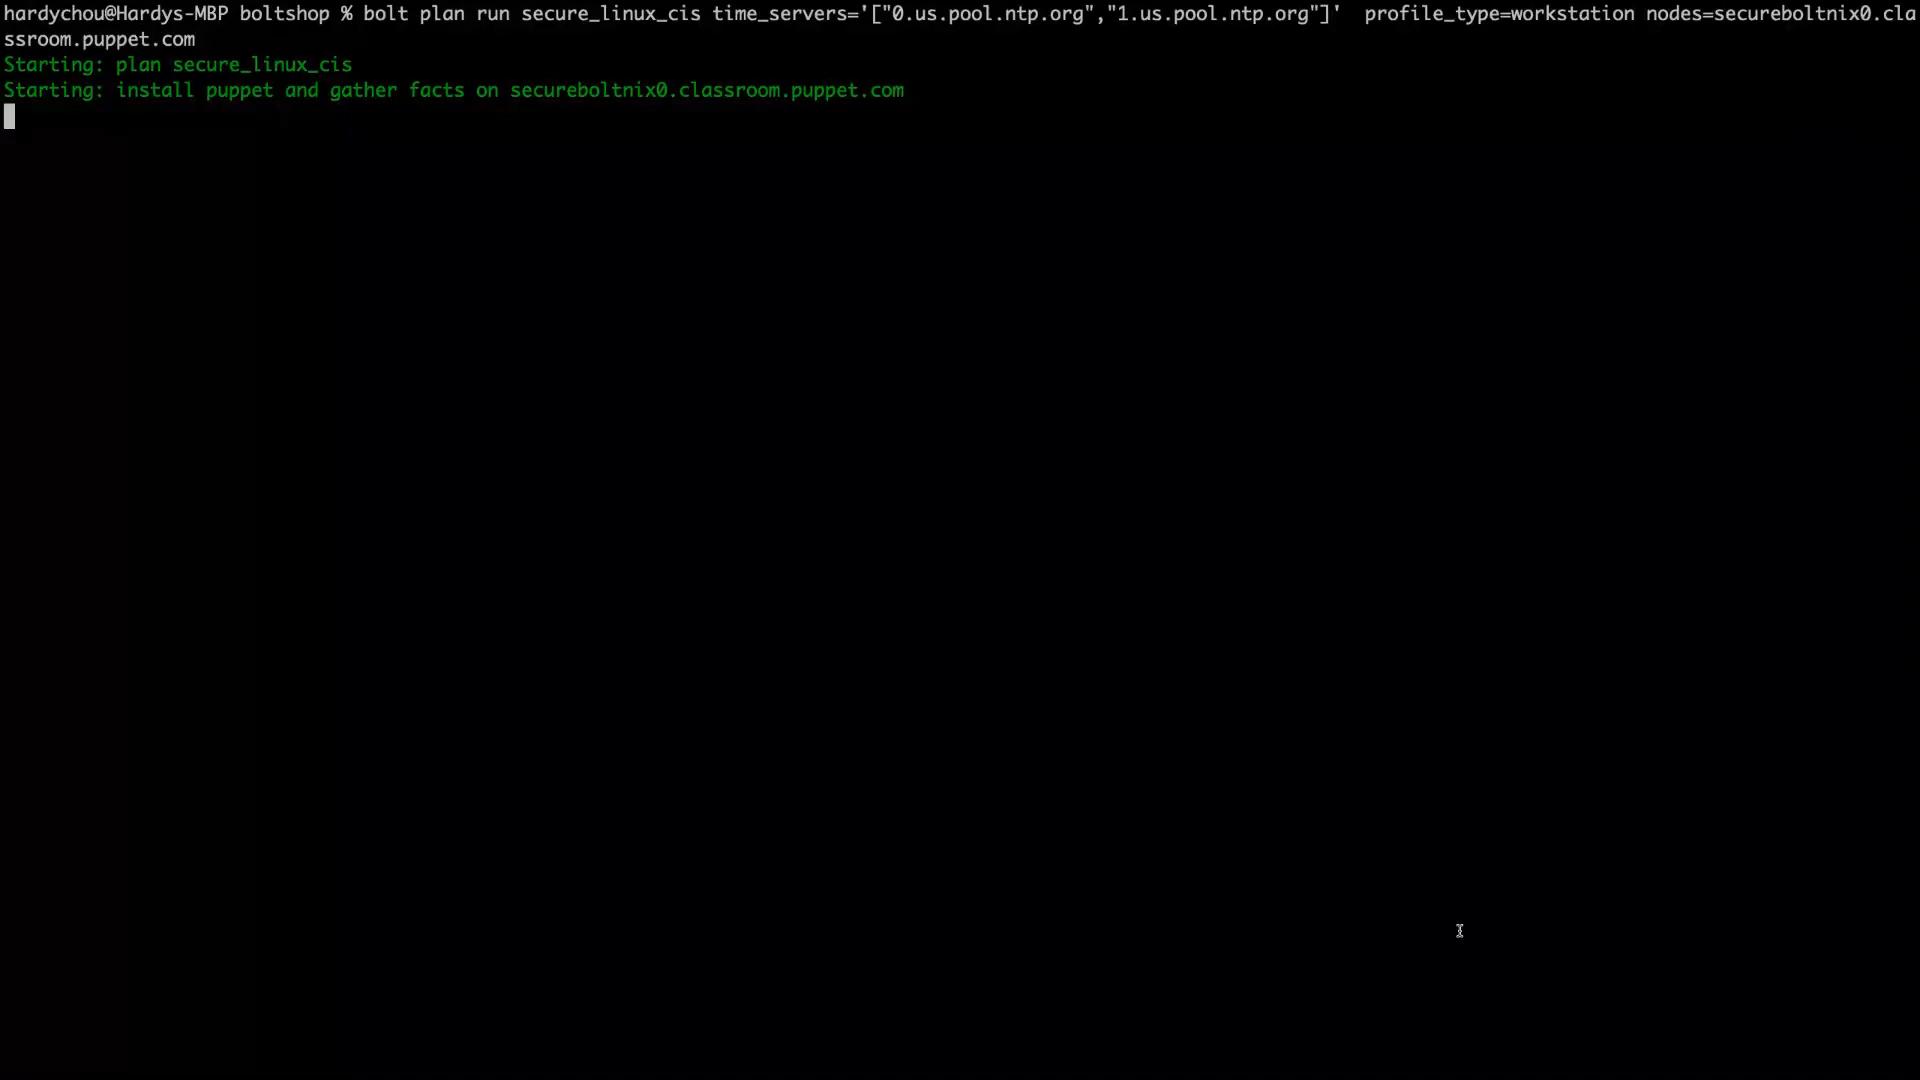 hardychou@Hardys-MBP boltshop % bolt plan run secure_linux_cis time_servers='["0.us.pool.ntp.org","1.us.pool.ntp.org"]'  profile_type=workstation nodes=secureboltnix0.cla
ssroom.puppet.com
Starting: plan secure_linux_cis
Starting: install puppet and gather facts on secureboltnix0.classroom.puppet.com